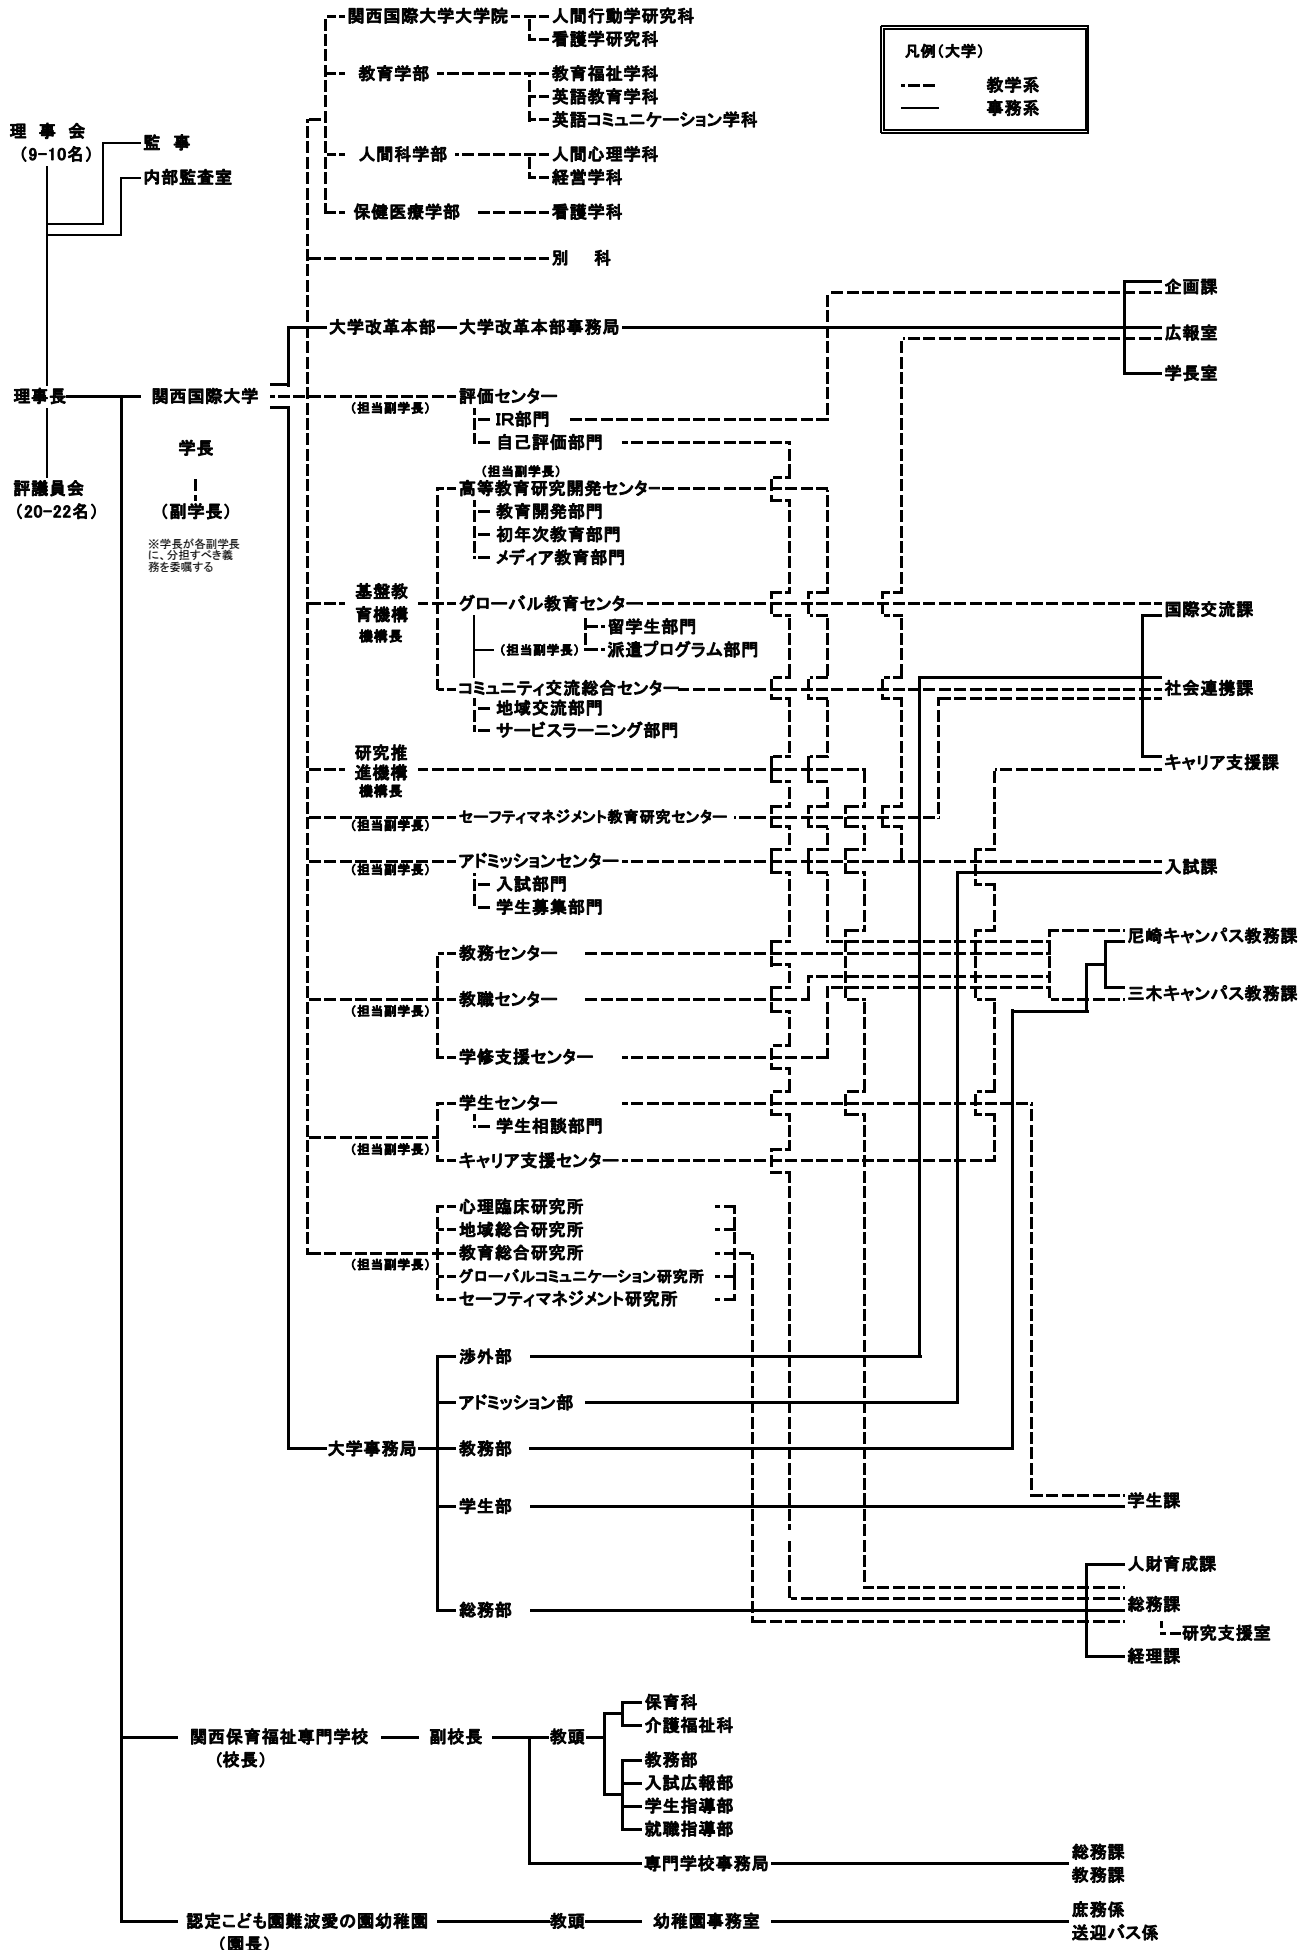 関西国際大学大学院
人間行動学研究科
看護学研究科
凡例(大学)
教学系
事務系
教育学部
教育福祉学科
英語教育学科
英語コミュニケーション学科
理 事 会
(9-10名)
監 事
内部監査室
人間科学部
人間心理学科
経営学科
保健医療学部
看護学科
別 科
企画課
大学改革本部
大学改革本部事務局
広報室
学長室
理事長
関西国際大学
(担当副学長)
評価センター
IR部門
自己評価部門
学長
評議員会
(20-22名)
(副学長)
※学長が各副学長
に、分担すべき義
務を委嘱する
(担当副学長)
高等教育研究開発センター
教育開発部門
初年次教育部門
メディア教育部門
基盤教
育機構
機構長
グローバル教育センター
国際交流課
留学生部門
(担当副学長)
派遣プログラム部門
コミュニティ交流総合センター
社会連携課
地域交流部門
サービスラーニング部門
研究推
進機構
機構長
キャリア支援課
(担当副学長)
セーフティマネジメント教育研究センター
(担当副学長)
アドミッションセンター
入試課
入試部門
学生募集部門
尼崎キャンパス教務課
教務センター
三木キャンパス教務課
(担当副学長)
教職センター
学修支援センター
学生センター
学生相談部門
(担当副学長)
キャリア支援センター
心理臨床研究所
地域総合研究所
教育総合研究所
(担当副学長)
グローバルコミュニケーション研究所
セーフティマネジメント研究所
渉外部
アドミッション部
大学事務局
教務部
学生部
学生課
人財育成課
総務部
総務課
研究支援室
経理課
保育科
介護福祉科
関西保育福祉専門学校
(校長)
副校長
教頭
教務部
入試広報部
学生指導部
就職指導部
専門学校事務局
総務課
教務課
認定こども園難波愛の園幼稚園
(園長)
教頭
幼稚園事務室
庶務係
送迎バス係